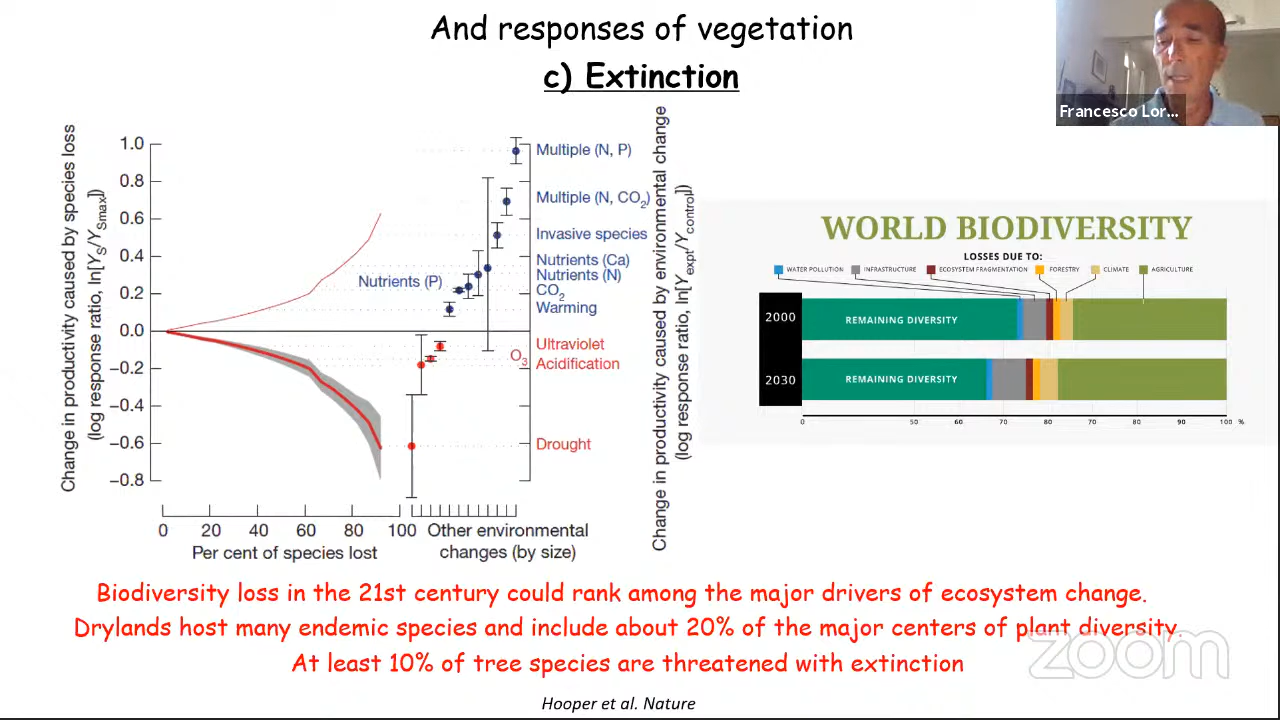 And responses of vegetation
c) Extinction
Francesco Lor...
Change in productivity caused by species loss
(log response ratio, ln[Y_S/Y_Smax])
1.0
0.8
0.6
0.4
0.2
0.0
−0.2
−0.4
−0.6
−0.8
0 20 40 60 80 100
Per cent of species lost
Other environmental
changes (by size)
Multiple (N, P)
Multiple (N, CO₂)
Invasive species
Nutrients (Ca)
Nutrients (P)
Nutrients (N)
CO₂
Warming
Ultraviolet
O₃
Acidification
Drought
Change in productivity caused by environmental change
(log response ratio, ln[Y_expt/Y_control])
WORLD BIODIVERSITY
LOSSES DUE TO:
WATER POLLUTION INFRASTRUCTURE ECOSYSTEM FRAGMENTATION FORESTRY CLIMATE AGRICULTURE
2000 REMAINING DIVERSITY
2030 REMAINING DIVERSITY
0 50 60 70 80 90 100 %
Biodiversity loss in the 21st century could rank among the major drivers of ecosystem change.
Drylands host many endemic species and include about 20% of the major centers of plant diversity.
At least 10% of tree species are threatened with extinction
zoom
Hooper et al. Nature